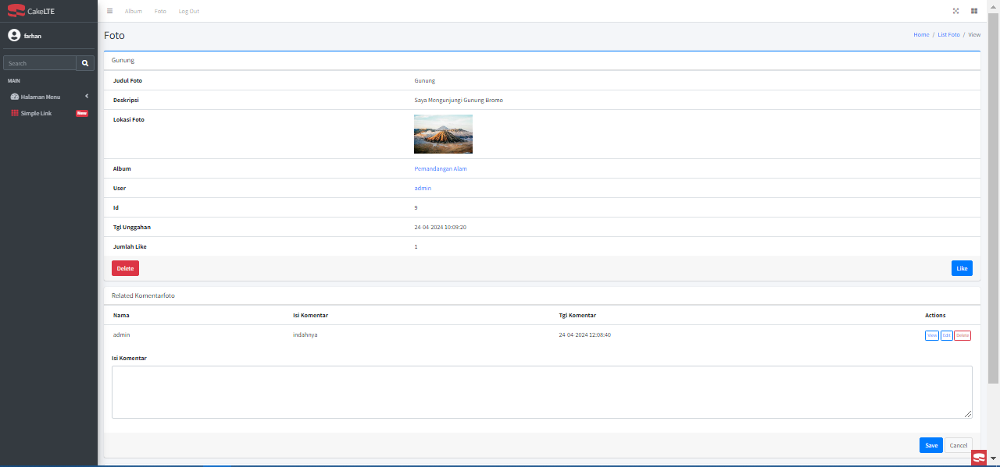 CakeLTE
Album Foto Log Out
farhan
Search
MAIN
Halaman Menu
Simple Link New
Foto
Home / List Foto / View
Gunung
Judul Foto Gunung
Deskripsi Saya Mengunjungi Gunung Bromo
Lokasi Foto
Album Pemandangan Alam
User admin
Id 9
Tgl Unggahan 24-04-2024 10:09:20
Jumlah Like 1
Delete Like
Related Komentarfoto
Nama Isi Komentar Tgl Komentar Actions
admin indahnya 24-04-2024 12:08:40 View Edit Delete
Isi Komentar
Save Cancel